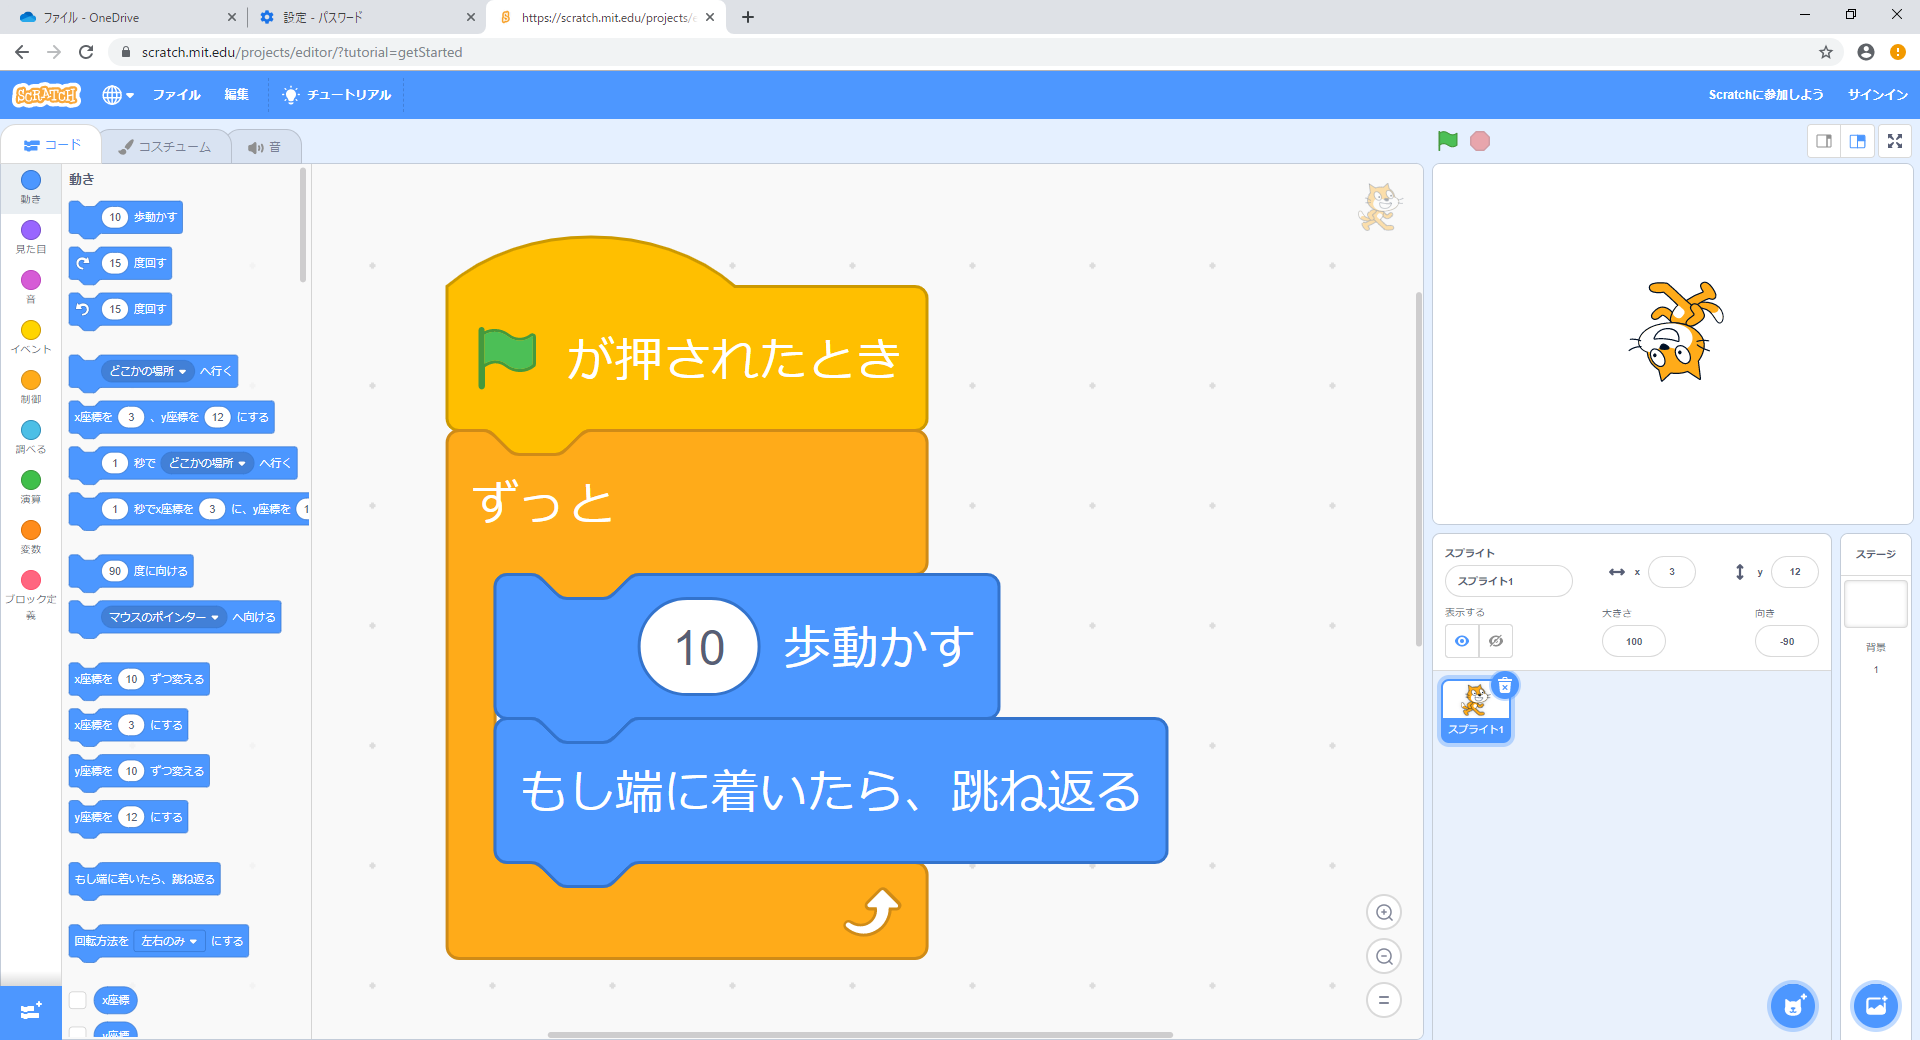 ファイル - OneDrive
設定 - パスワード
https://scratch.mit.edu/projects/e
scratch.mit.edu/projects/editor/?tutorial=getStarted
SCRATCH
ファイル
編集
チュートリアル
Scratchに参加しよう
サインイン
コード
コスチューム
音
動き
見た目
音
イベント
制御
調べる
演算
変数
ブロック定
義
動き
10 歩動かす
15 度回す
15 度回す
どこかの場所 へ行く
x座標を 3 、y座標を 12 にする
1 秒で どこかの場所 へ行く
1 秒でx座標を 3 に、y座標を 1
90 度に向ける
マウスのポインター へ向ける
x座標を 10 ずつ変える
x座標を 3 にする
y座標を 10 ずつ変える
y座標を 12 にする
もし端に着いたら、跳ね返る
回転方法を 左右のみ にする
x座標
y座標
が押されたとき
ずっと
10 歩動かす
もし端に着いたら、跳ね返る
スプライト
スプライト1
x 3
y 12
表示する
大きさ
100
向き
-90
スプライト1
ステージ
背景
1